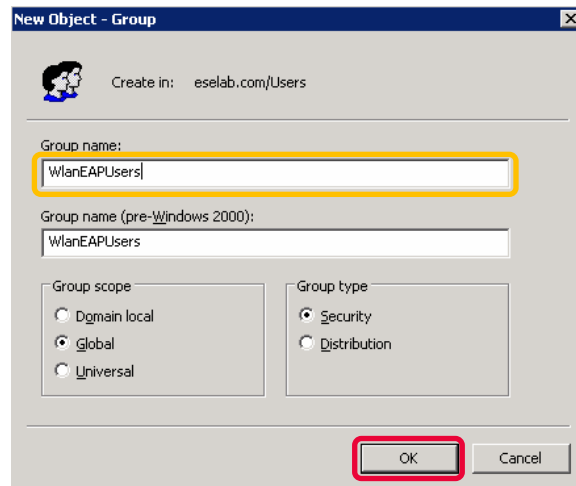 New Object - Group
Create in: eselab.com/Users
Group name:
WlanEAPUsers
Group name (pre-Windows 2000):
WlanEAPUsers
Group scope
Domain local
Global
Universal
Group type
Security
Distribution
OK
Cancel